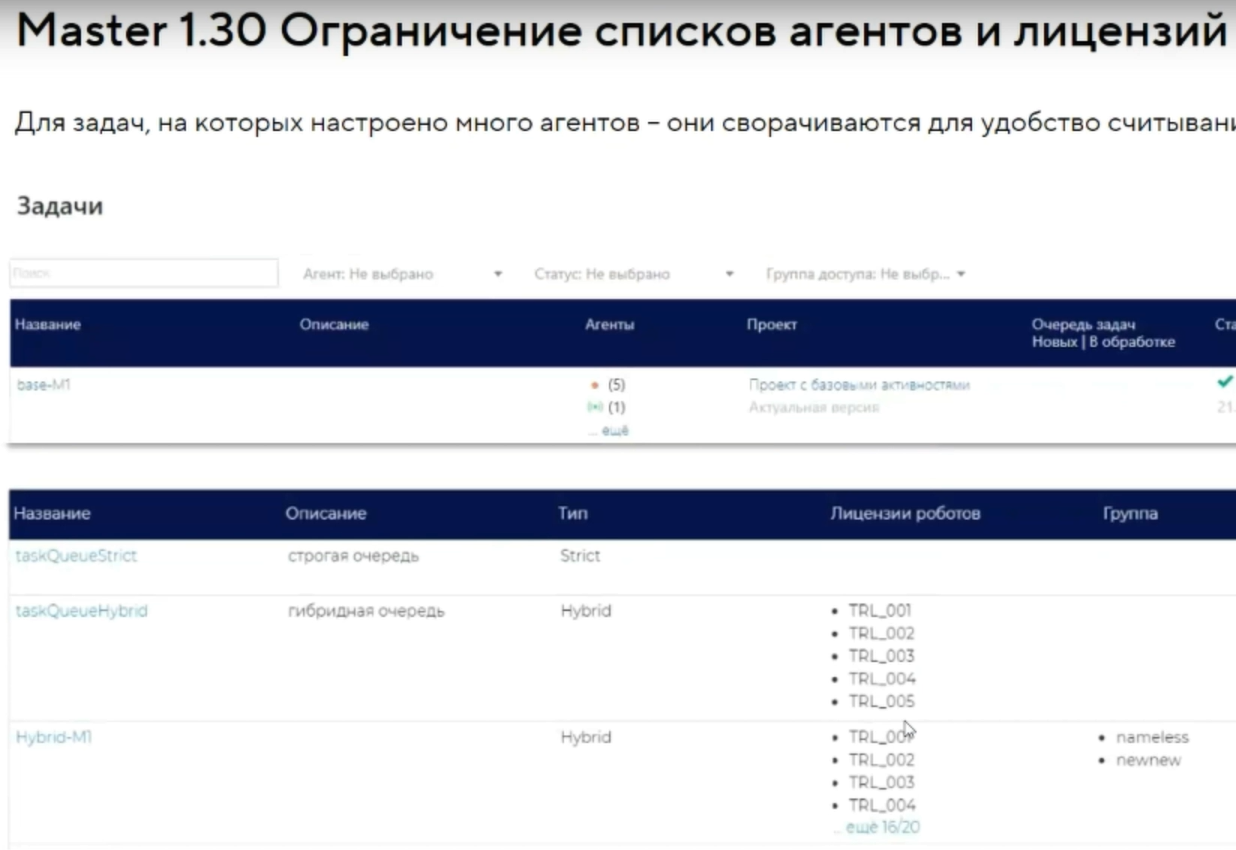 Master 1.30 Ограничение списков агентов и лицензий
Для задач, на которых настроено много агентов – они сворачиваются для удобство считывани
Задачи
Поиск
Агент: Не выбрано
Статус: Не выбрано
Группа доступа: Не выбр...
Название Описание Агенты Проект Очередь задач Ста
Новых | В обработке
base-M1 (5) Проект с базовыми активностями
(1) Актуальная версия 21.
... ещё
Название Описание Тип Лицензии роботов Группа
taskQueueStrict строгая очередь Strict
taskQueueHybrid гибридная очередь Hybrid • TRL_001
• TRL_002
• TRL_003
• TRL_004
• TRL_005
Hybrid-M1 Hybrid • TRL_001 • nameless
• TRL_002 • newnew
• TRL_003
• TRL_004
... ещё 16/20